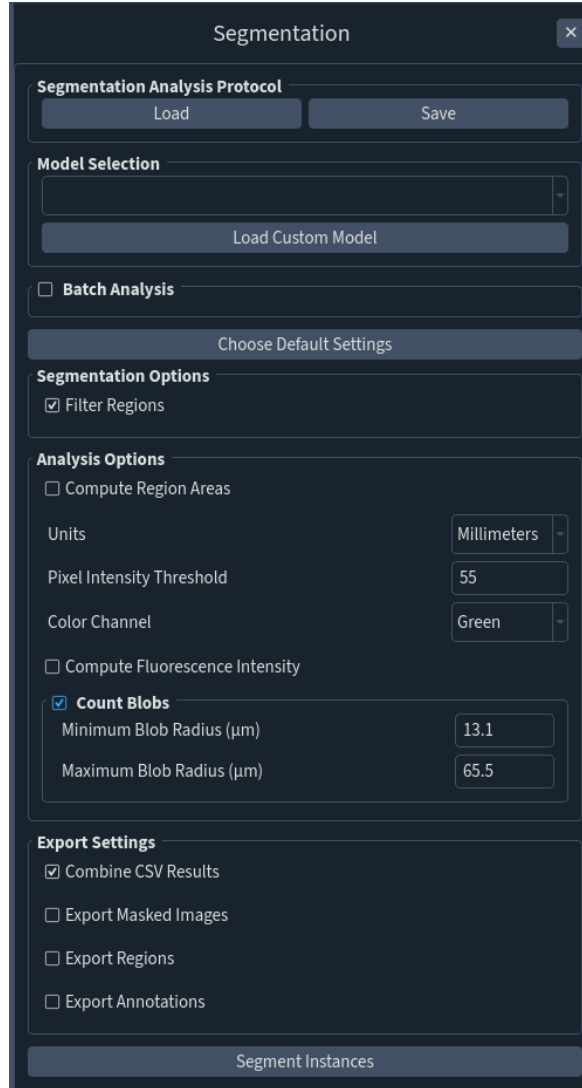 Segmentation
Segmentation Analysis Protocol
Load Save
Model Selection
Load Custom Model
Batch Analysis
Choose Default Settings
Segmentation Options
Filter Regions
Analysis Options
Compute Region Areas
Units Millimeters
Pixel Intensity Threshold 55
Color Channel Green
Compute Fluorescence Intensity
Count Blobs
Minimum Blob Radius (μm) 13.1
Maximum Blob Radius (μm) 65.5
Export Settings
Combine CSV Results
Export Masked Images
Export Regions
Export Annotations
Segment Instances